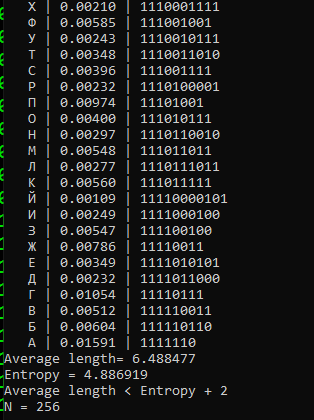 Х | 0.00210 | 1110001111
Ф | 0.00585 | 111001001
У | 0.00243 | 1110010111
Т | 0.00348 | 1110011010
С | 0.00396 | 111001111
Р | 0.00232 | 1110100001
П | 0.00974 | 11101001
О | 0.00400 | 111010111
Н | 0.00297 | 1110110010
М | 0.00548 | 111011011
Л | 0.00277 | 1110111011
К | 0.00560 | 111011111
Й | 0.00109 | 11110000101
И | 0.00249 | 1111000100
З | 0.00547 | 111100100
Ж | 0.00786 | 11110011
Е | 0.00349 | 1111010101
Д | 0.00232 | 1111011000
Г | 0.01054 | 11110111
В | 0.00512 | 111110011
Б | 0.00604 | 111110110
А | 0.01591 | 1111110
Average length= 6.488477
Entropy = 4.886919
Average length < Entropy + 2
N = 256